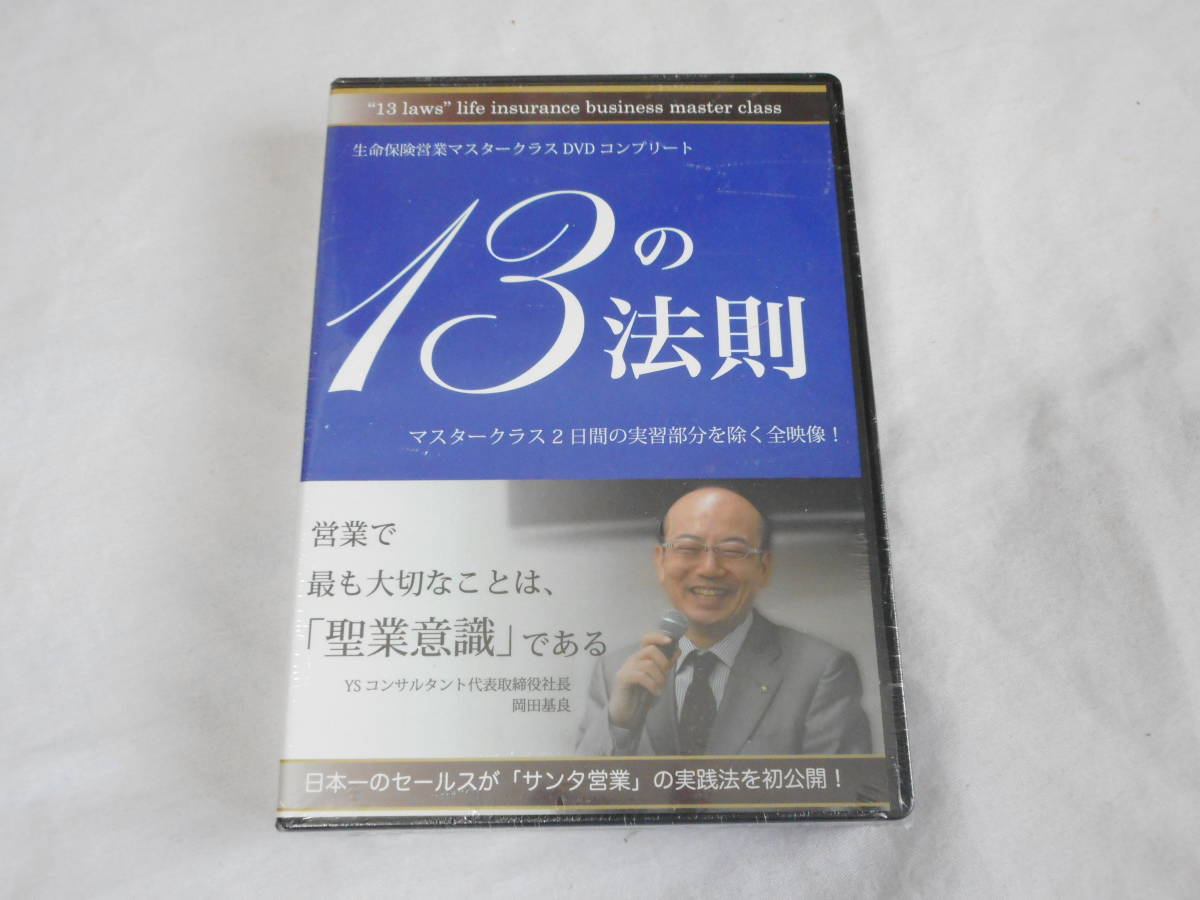 "13 laws" life insurance business master class
生命保険営業マスタークラス DVD コンプリート
13の
法則
マスタークラス 2 日間の実習部分を除く全映像!
営業で
最も大切なことは、
「聖業意識」である
YS コンサルタント代表取締役社長
岡田基良
日本一のセールスが「サンタ営業」の実践法を初公開!